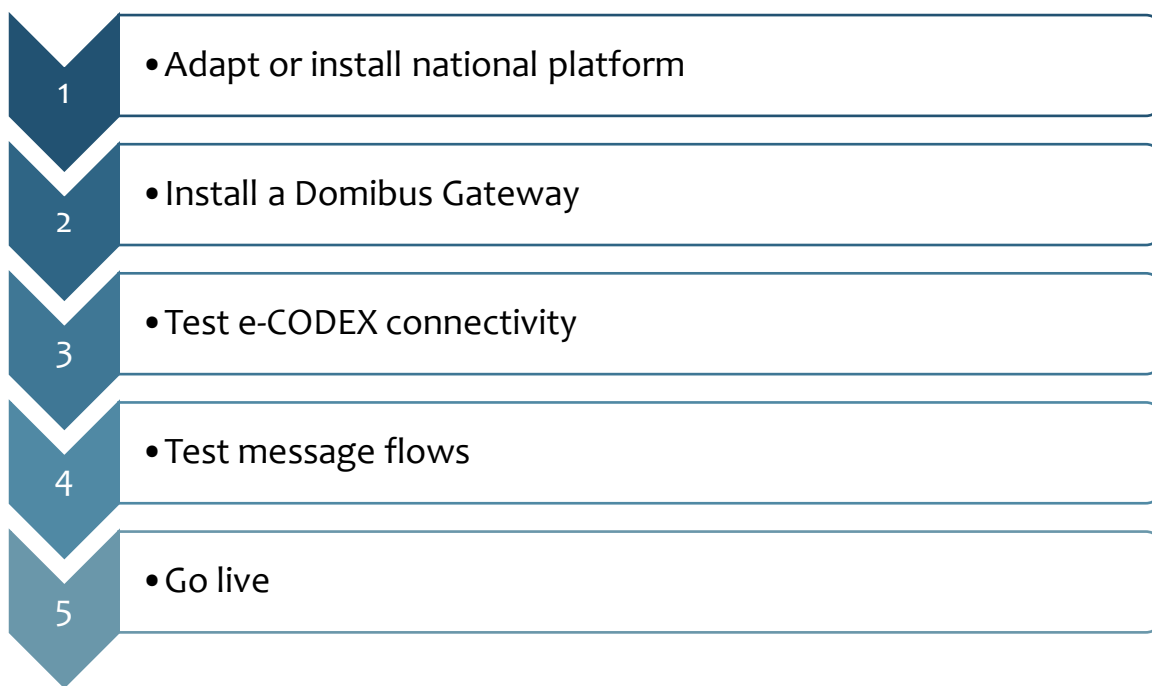 1
•Adapt or install national platform
2
•Install a Domibus Gateway
3
•Test e-CODEX connectivity
4
•Test message flows
5
•Go live